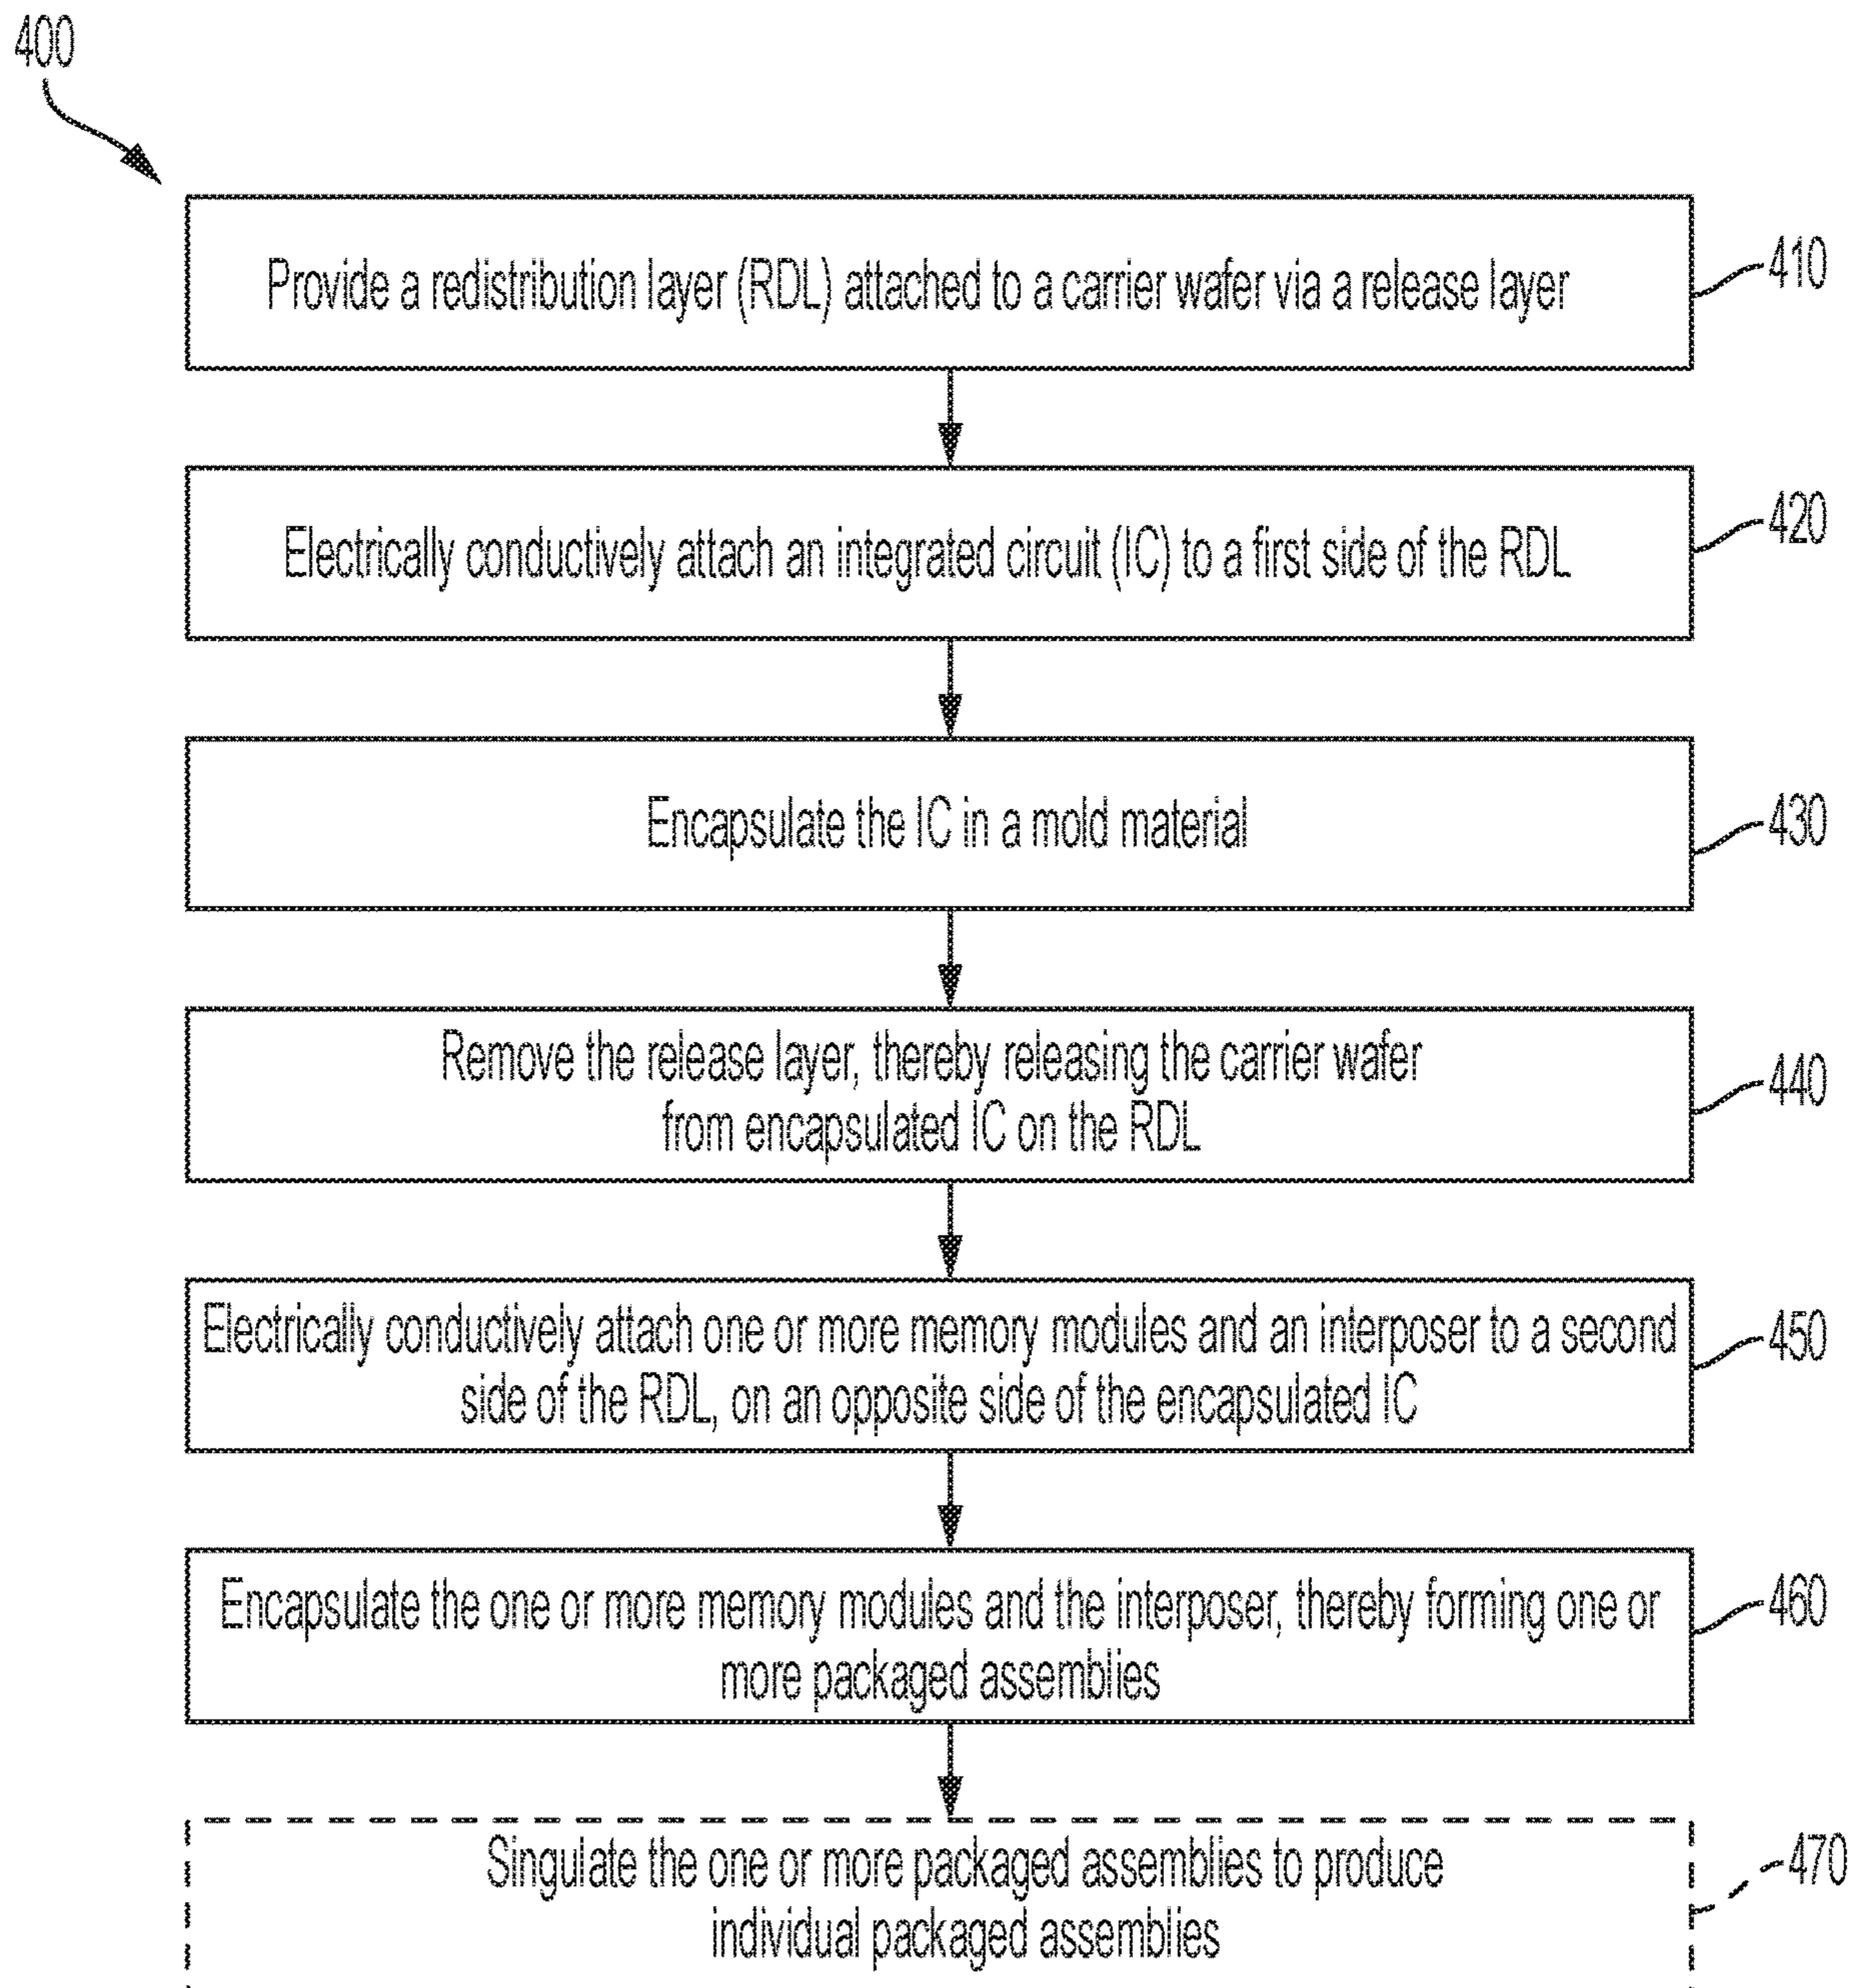 400
Provide a redistribution layer (RDL) attached to a carrier wafer via a release layer
410
Electrically conductively attach an integrated circuit (IC) to a first side of the RDL
420
Encapsulate the IC in a mold material
430
Remove the release layer, thereby releasing the carrier wafer
from encapsulated IC on the RDL
440
Electrically conductively attach one or more memory modules and an interposer to a second
side of the RDL, on an opposite side of the encapsulated IC
450
Encapsulate the one or more memory modules and the interposer, thereby forming one or
more packaged assemblies
460
Singulate the one or more packaged assemblies to produce
individual packaged assemblies
470